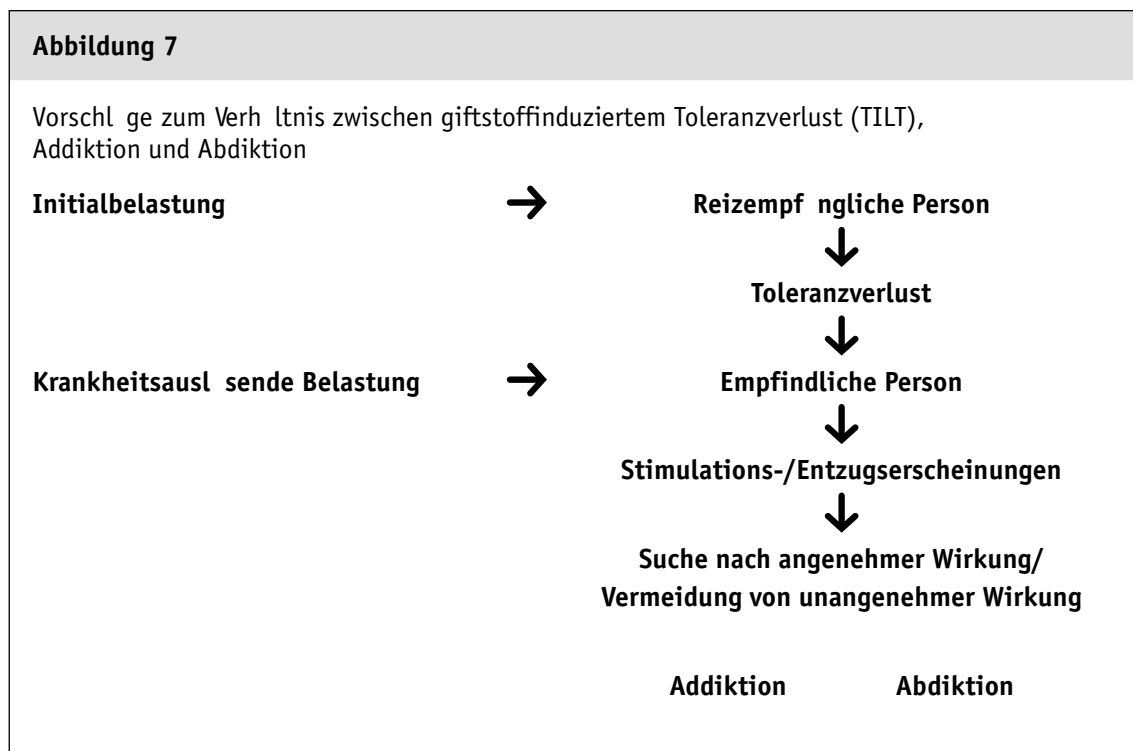 Abbildung 7
Vorschl ge zum Verh ltnis zwischen giftstoffinduziertem Toleranzverlust (TILT),
Addiktion und Abdiktion
Initialbelastung → Reizempf ngliche Person
Toleranzverlust
Krankheitsausl sende Belastung → Empfindliche Person
Stimulations-/Entzugserscheinungen
Suche nach angenehmer Wirkung/
Vermeidung von unangenehmer Wirkung
Addiktion Abdiktion